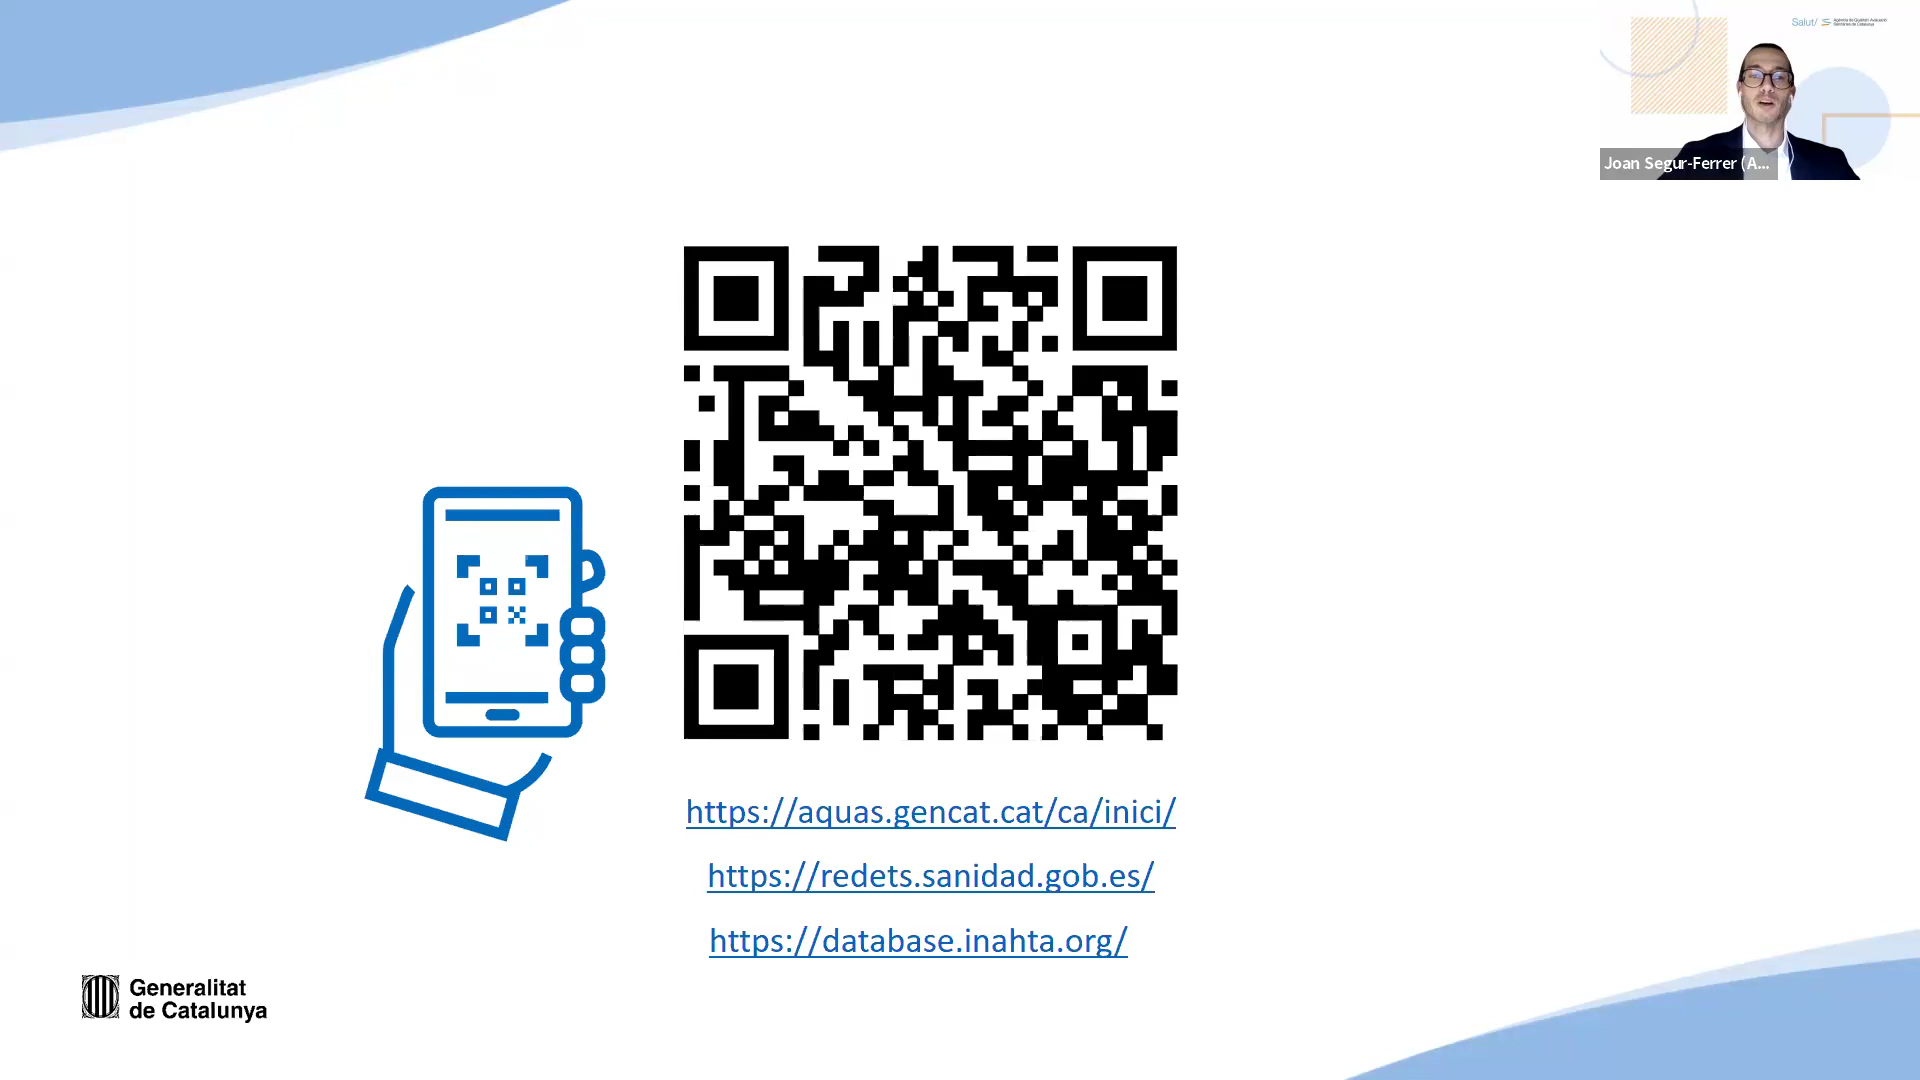 Salut/
Joan Segur-Ferrer (A...
https://aquas.gencat.cat/ca/inici/
https://redets.sanidad.gob.es/
https://database.inahta.org/
Generalitat
de Catalunya